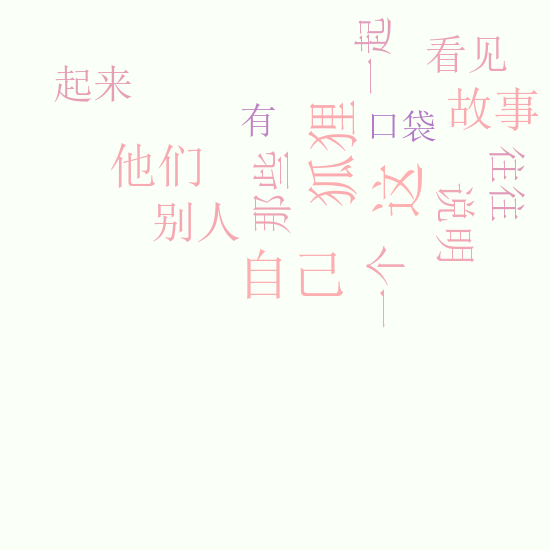 一起
看见
起来
故事
有
口袋
狐狸
他们
那些
这
往往
说明
别人
自己
一个